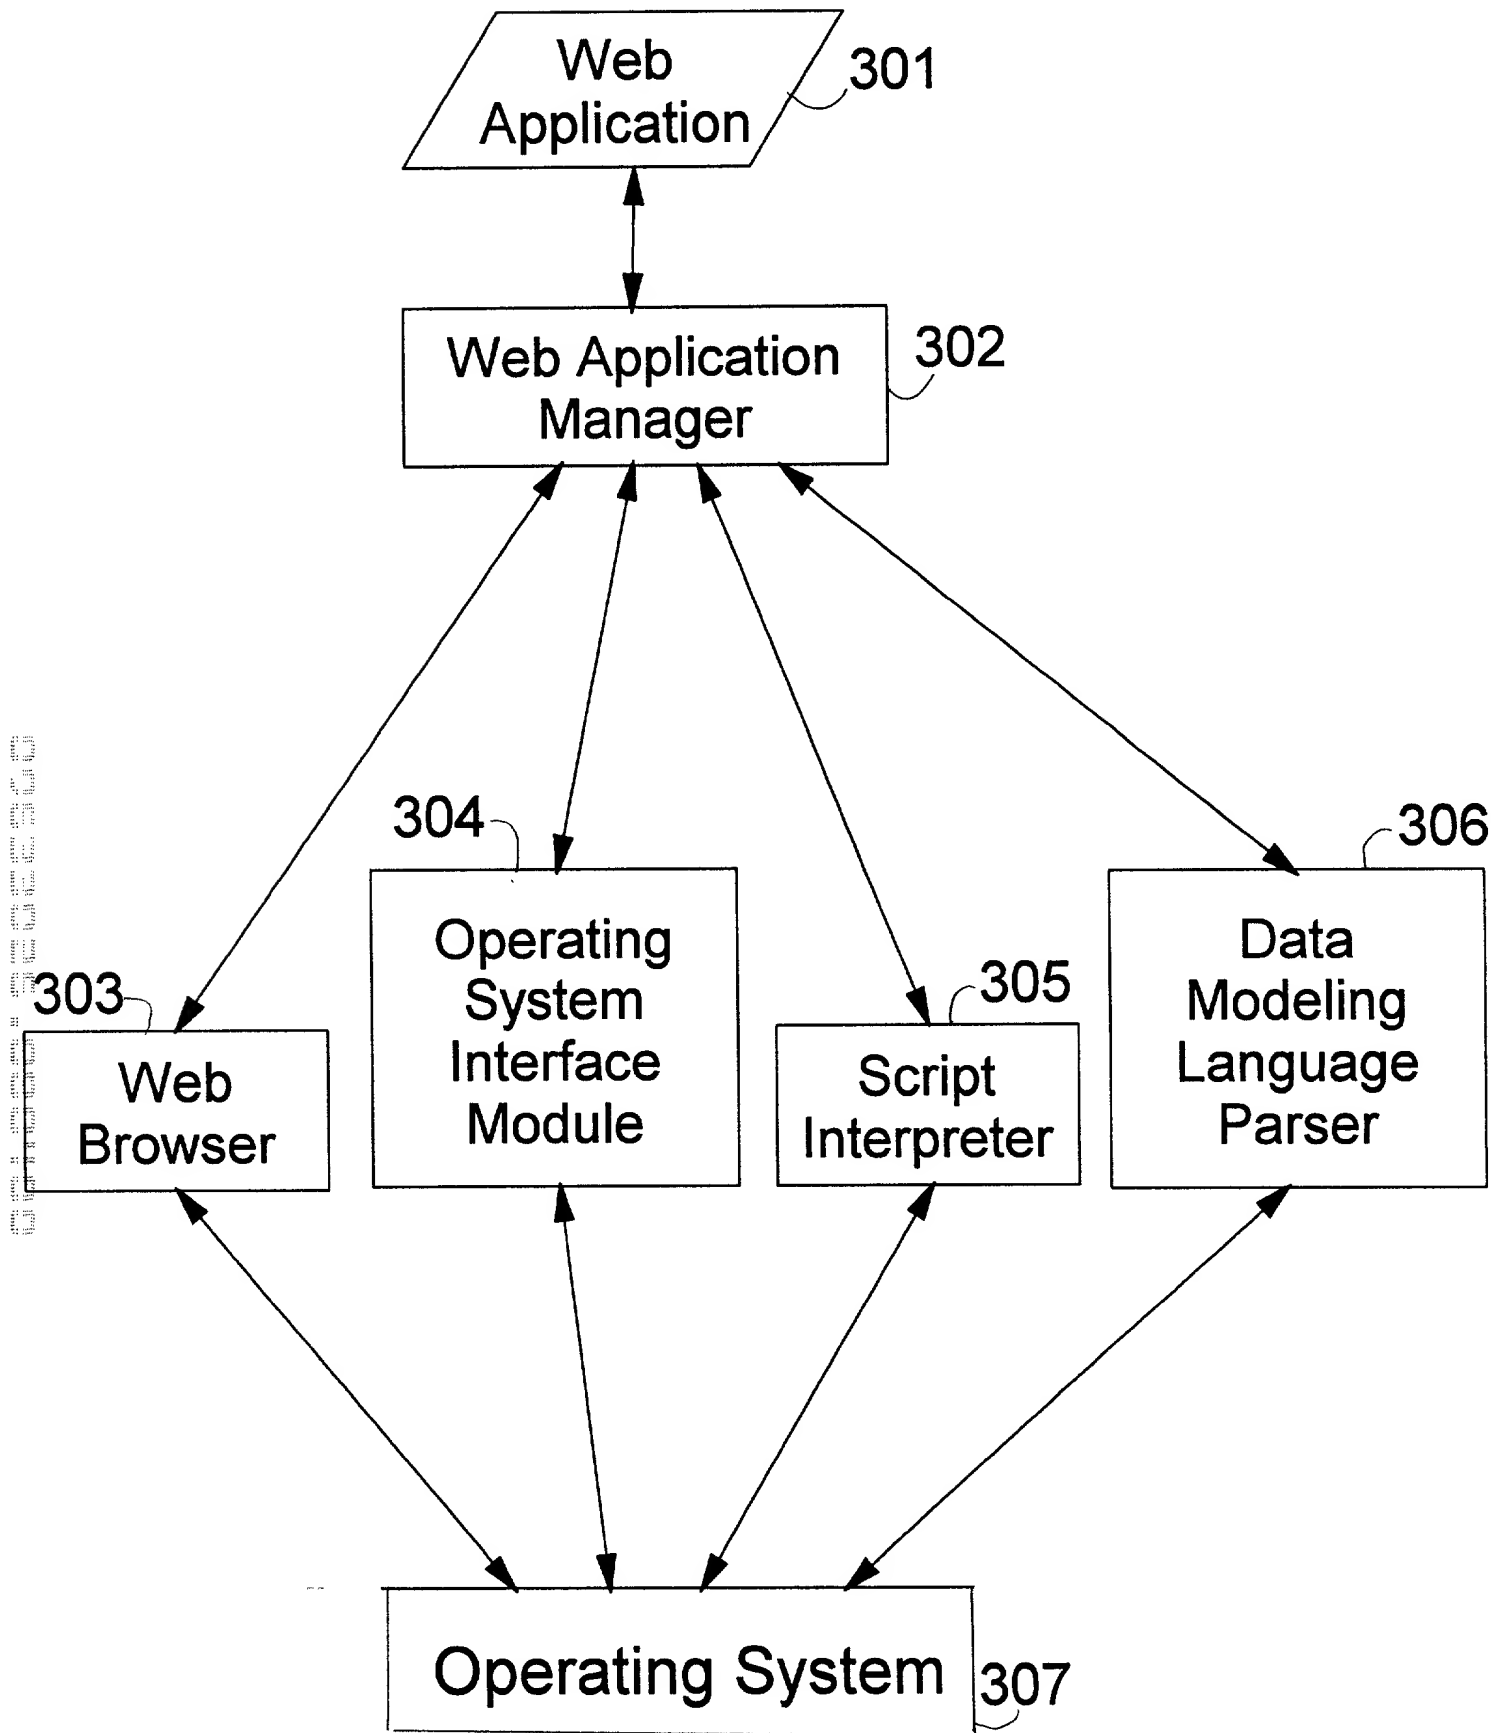 Web
Application
301
Web Application
Manager
302
304
Operating
System
Interface
Module
306
Data
Modeling
Language
Parser
303
Web
Browser
305
Script
Interpreter
Operating System
307